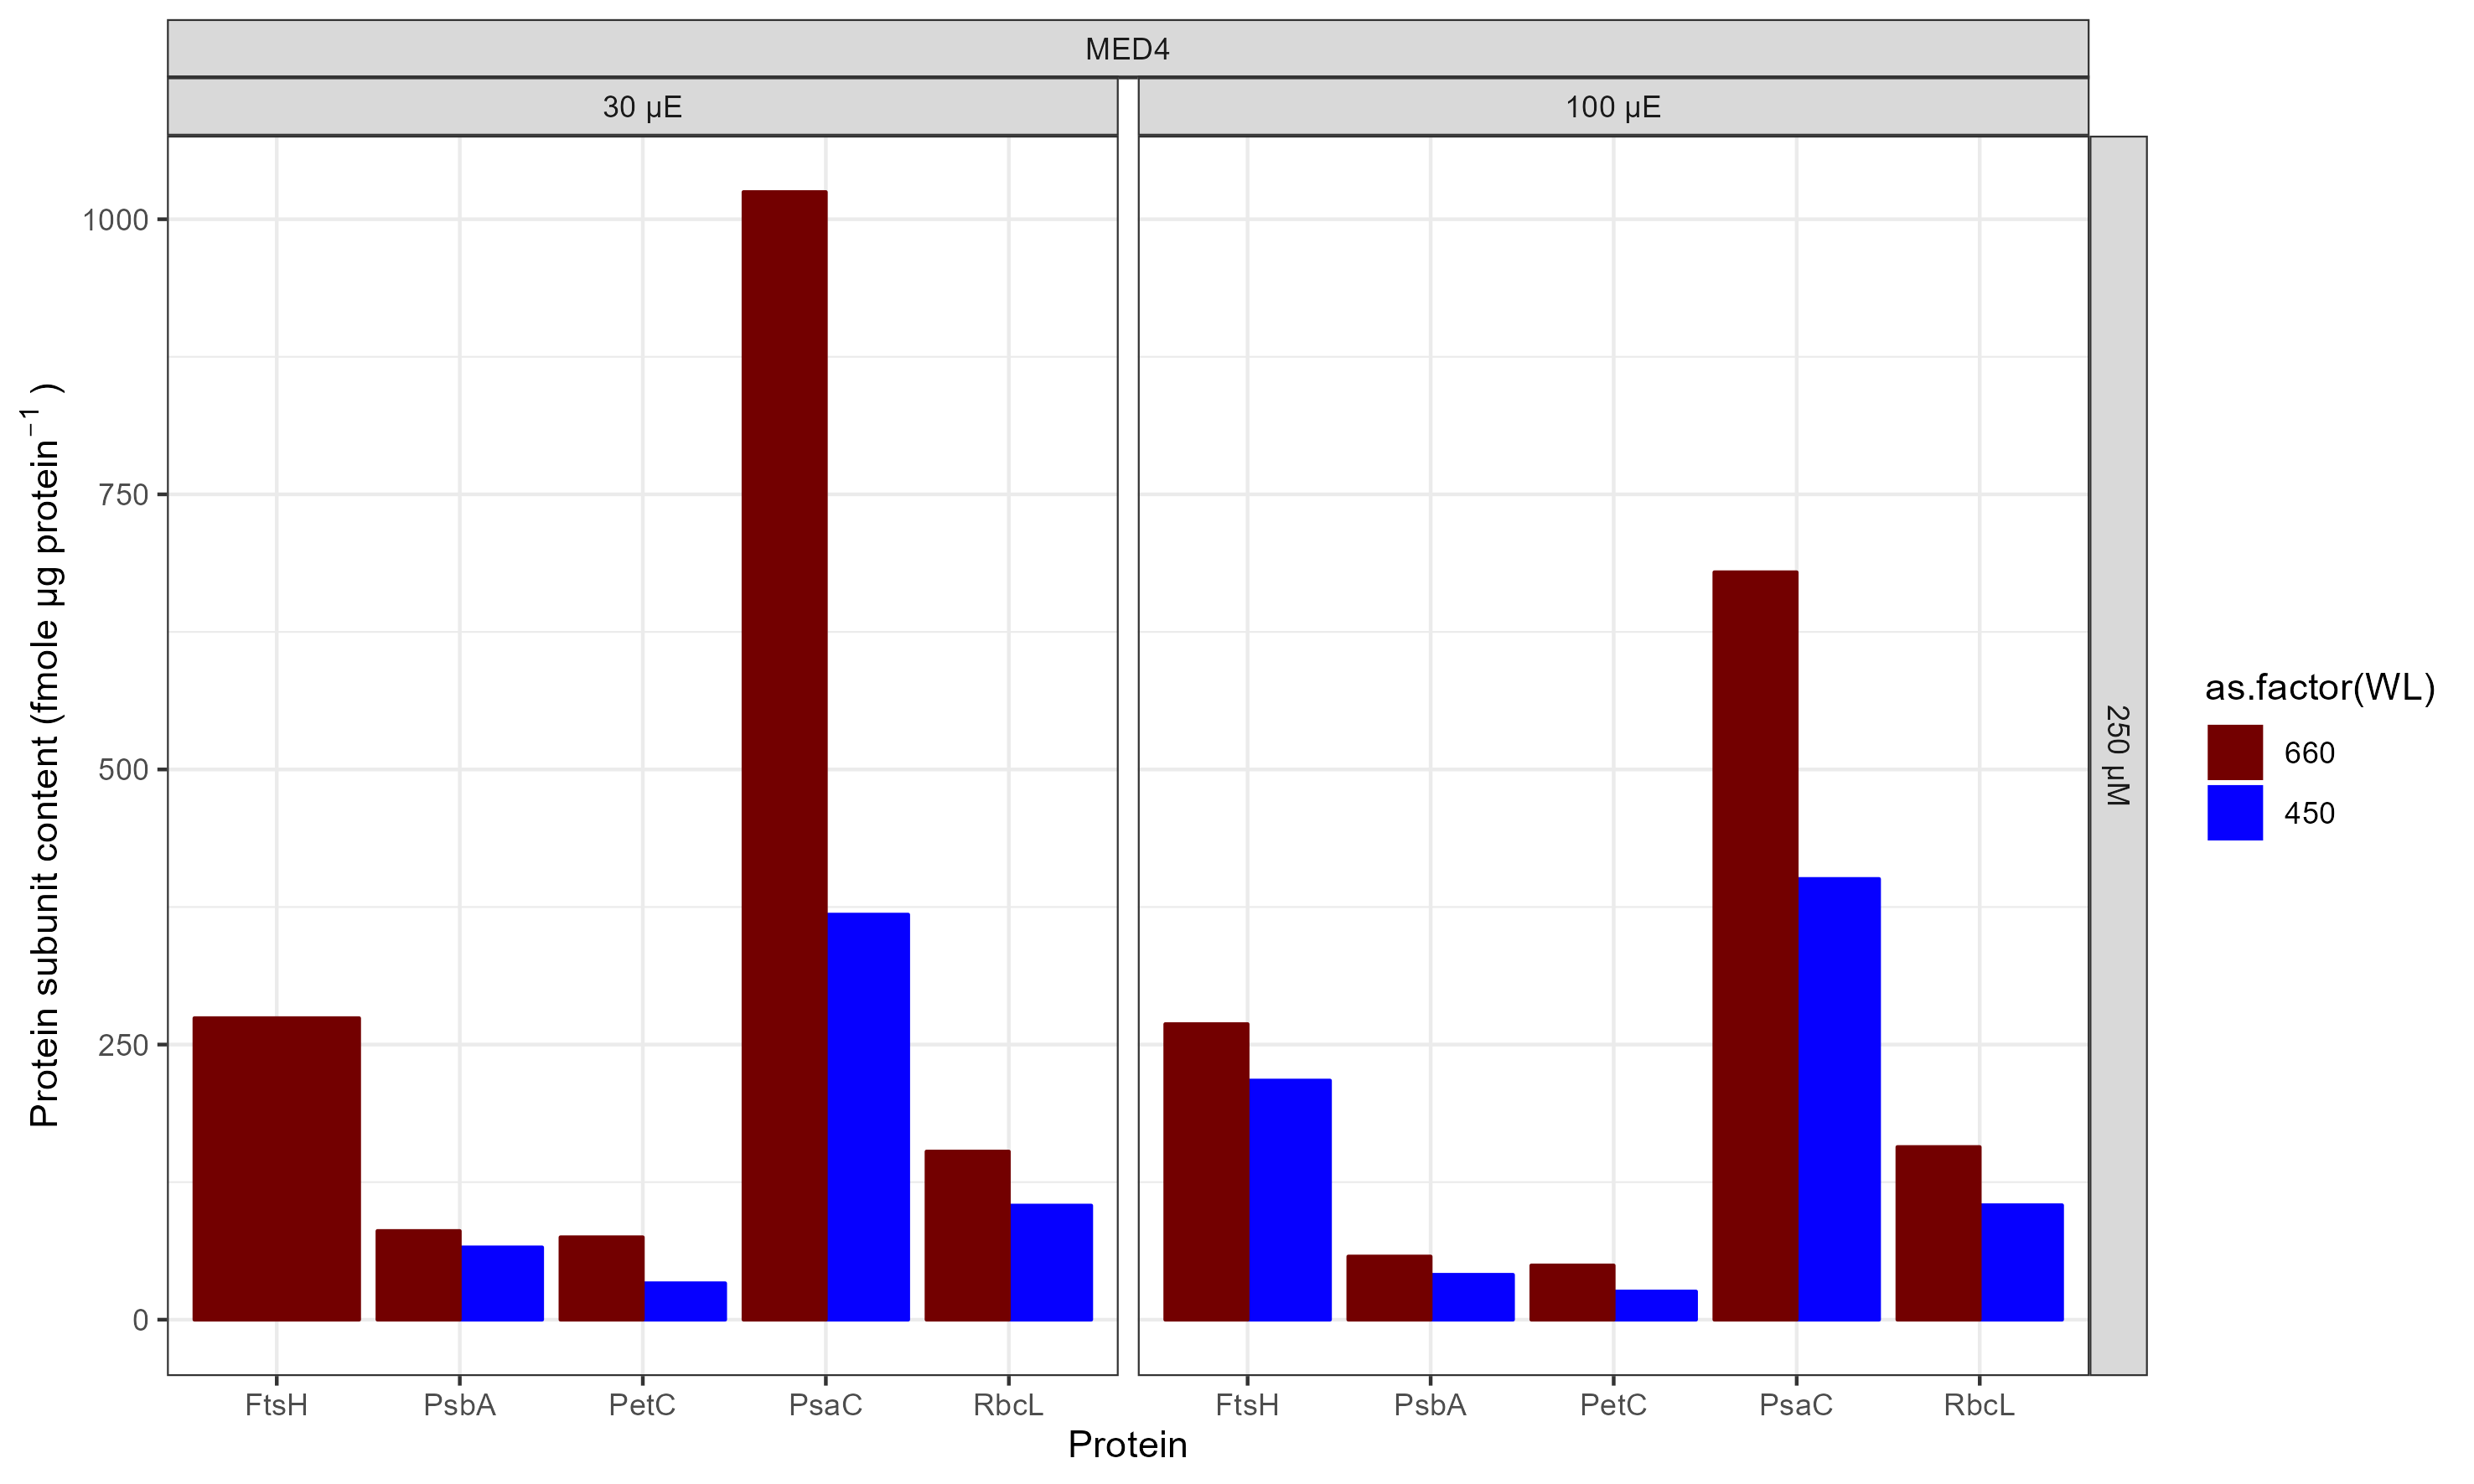 MED4
30 µE
100 µE
Protein subunit content (fmole µg protein⁻¹ )
1000
750
500
250
0
250 µM
as.factor(WL)
660
450
FtsH PsbA PetC PsaC RbcL
FtsH PsbA PetC PsaC RbcL
Protein